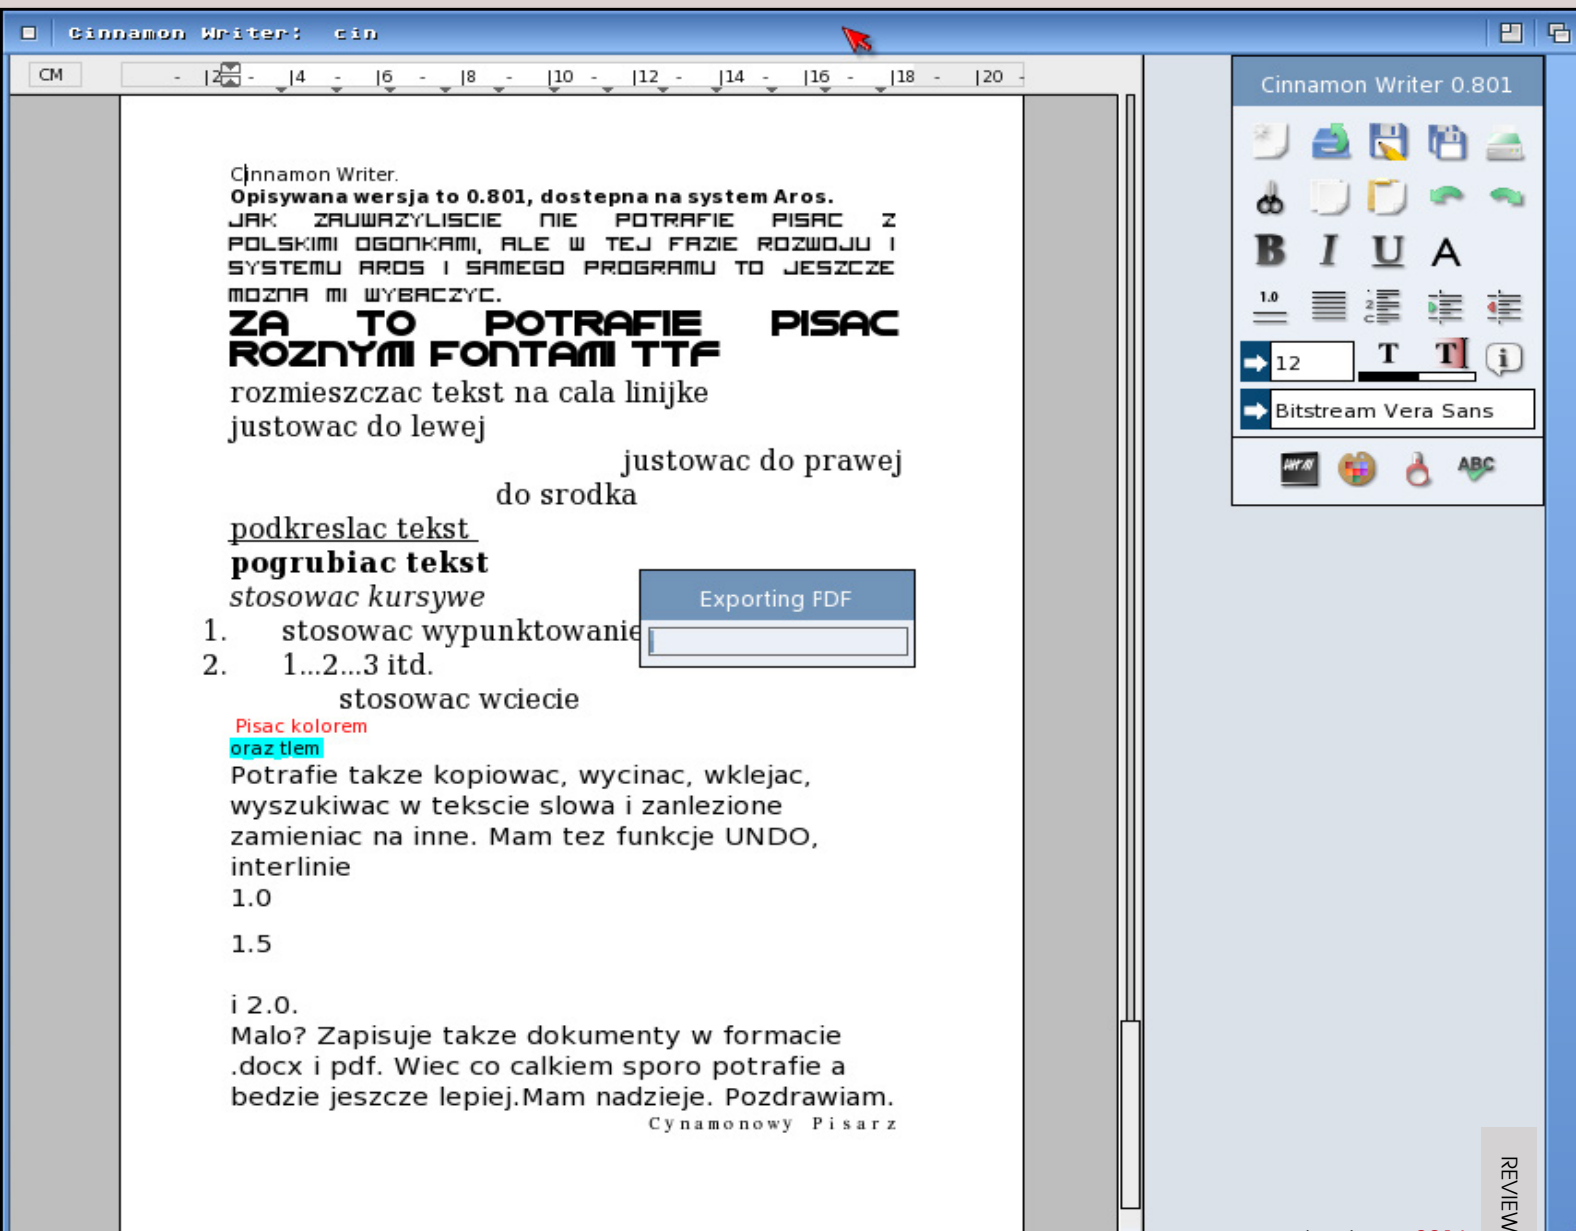 Cinnamon Writer: cin
CM
- |2 - |4 - |6 - |8 - |10 - |12 - |14 - |16 - |18 - |20 -
Cinnamon Writer 0.801
Cinnamon Writer.
Opisywana wersja to 0.801, dostepna na system Aros.
JAK ZAUWAZYLISCIE NIE POTRAFIE PISAC Z
POLSKIMI OGONKAMI, ALE W TEJ FAZIE ROZWOJU I
SYSTEMU AROS I SAMEGO PROGRAMU TO JESZCZE
MOZNA MI WYBACZYC.
ZA TO POTRAFIE PISAC
ROZNYMI FONTAMI TTF
rozmieszczac tekst na cala linijke
justowac do lewej
justowac do prawej
do srodka
podkreslac tekst
pogrubiac tekst
stosowac kursywe
1. stosowac wypunktowanie
2. 1...2...3 itd.
stosowac wciecie
Pisac kolorem
oraz tlem
Potrafie takze kopiowac, wycinac, wklejac,
wyszukiwac w tekscie slowa i zanlezione
zamieniac na inne. Mam tez funkcje UNDO,
interlinie
1.0
1.5
i 2.0.
Malo? Zapisuje takze dokumenty w formacie
.docx i pdf. Wiec co calkiem sporo potrafie a
bedzie jeszcze lepiej.Mam nadzieje. Pozdrawiam.
Cynamonowy Pisarz
Exporting PDF
B I U A
1.0
12 T T i
Bitstream Vera Sans
ABC
REVIEW